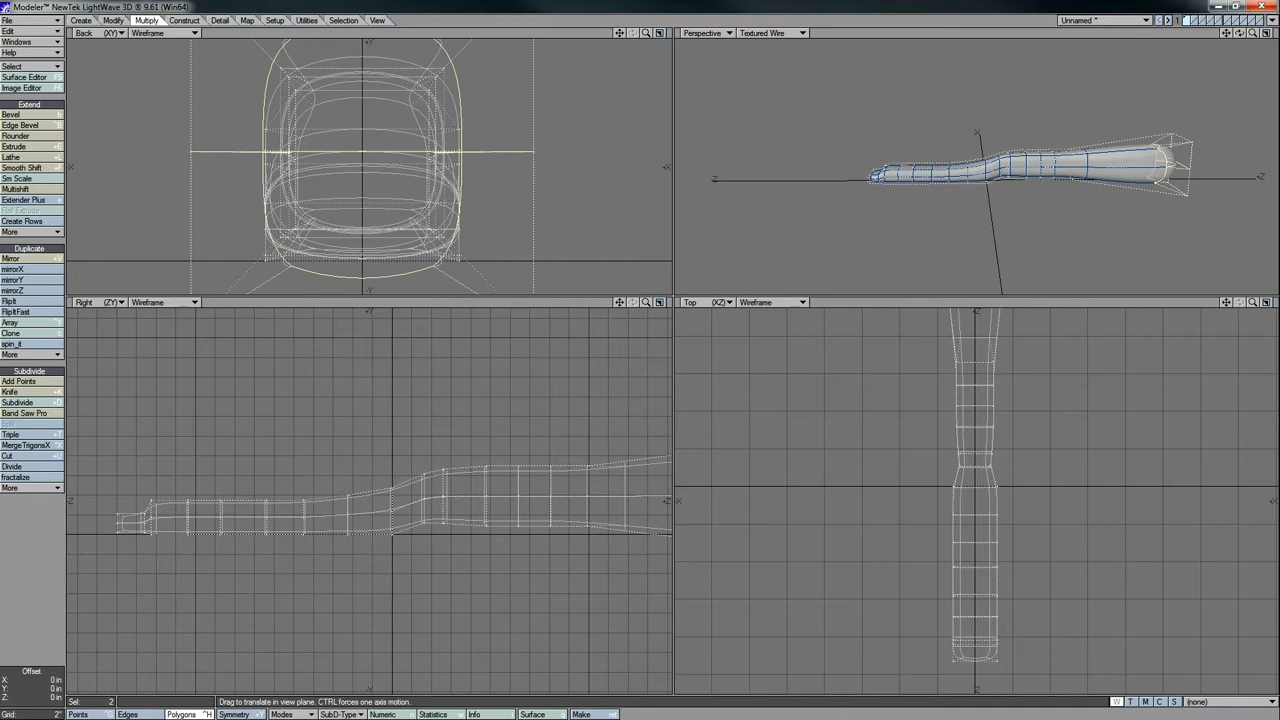 Modeler™ NewTek LightWave 3D ® 9.61 (Win64)
File
Create Modify Multiply Construct Detail Map Setup Utilities Selection View
Unnamed *
1
Edit
Windows
Help
Select
Surface Editor F5
Image Editor F6
Extend
Bevel b
Edge Bevel
Rounder
Extrude
Lathe
Smooth Shift
Sm Scale
Multishift
Extender Plus
Create Rows
More
Duplicate
Mirror
mirrorX
mirrorY
mirrorZ
FlipIt
FlipItFast
Array
Clone c
spin_it
More
Subdivide
Add Points
Knife
Subdivide
Band Saw Pro
Split
Triple
MergeTrigonsX
Cut
Divide
fractalize
More
Back (XY) Wireframe
Perspective Textured Wire
Right (ZY) Wireframe
Top (XZ) Wireframe
Offset
X: 0 in
Y: 0 in
Z: 0 in
Grid: 2"
Sel: 2
Drag to translate in view plane. CTRL forces one axis motion.
W T M C S (none)
Points Edges Polygons ^H Symmetry Modes SubD-Type Numeric Statistics Info Surface Make